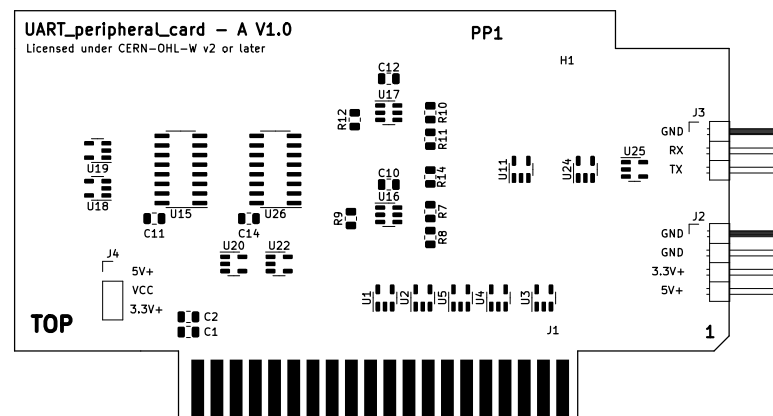 UART_peripheral_card - A V1.0
Licensed under CERN-OHL-W v2 or later
PP1
H1
C12
U17
R12
R10
R11
J3
GND
RX
TX
U19
U18
U15
U26
C11
C14
C10
U16
R9
R14
R7
R8
U11
U24
U25
J2
GND
GND
3.3V+
5V+
U20
U22
J4
5V+
VCC
3.3V+
C2
C1
U1
U2
U5
U4
U3
J1
TOP
1